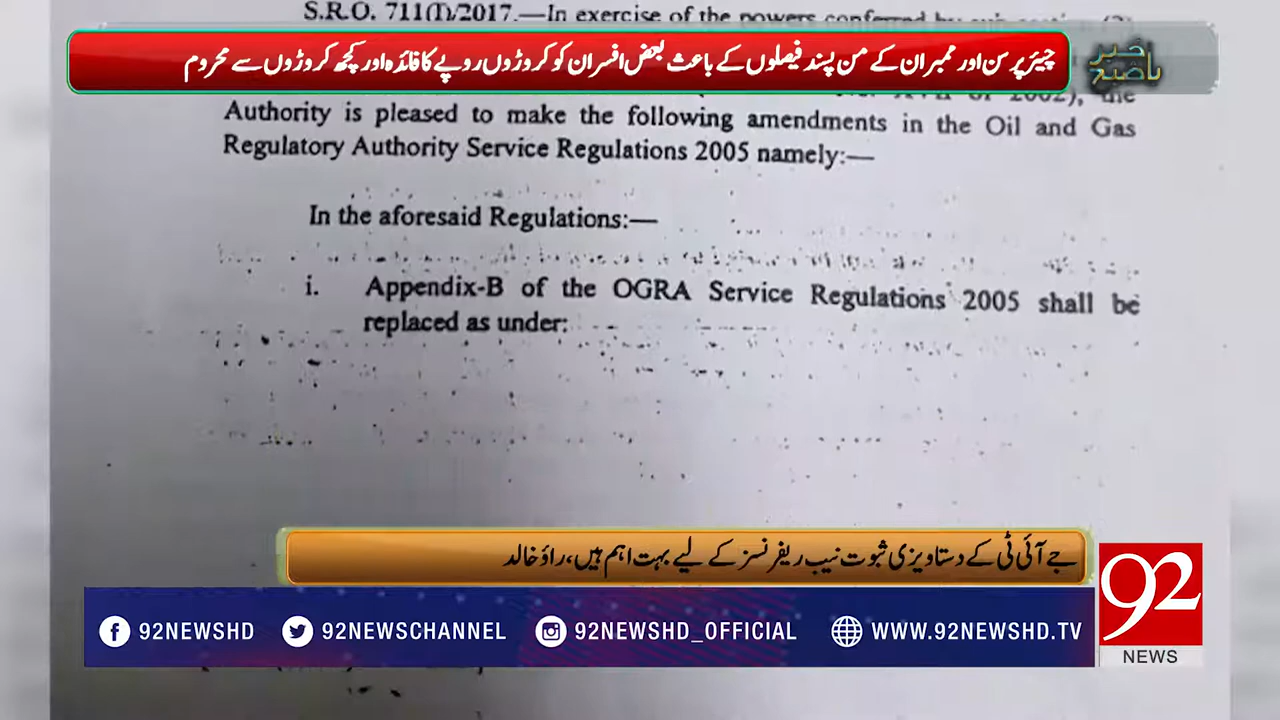 S.R.O. 711(I)/2017.—In exercise of the powers conferred by
چیئرپرسن اور ممبران کے من پسند فیصلوں کے باعث بعض افسران کو کروڑوں روپے کا فائدہ اور کچھ کروڑوں سے محروم
of 2002), the
Authority is pleased to make the following amendments in the Oil and Gas
Regulatory Authority Service Regulations 2005 namely:—
In the aforesaid Regulations:—
i. Appendix-B of the OGRA Service Regulations 2005 shall be
replaced as under:
جے آئی ٹی کے دستاویزی ثبوت نیب ریفرنسز کے لیے بہت اہم ہیں، راؤ خالد
92NEWSHD 92NEWSCHANNEL 92NEWSHD_OFFICIAL WWW.92NEWSHD.TV
92
NEWS